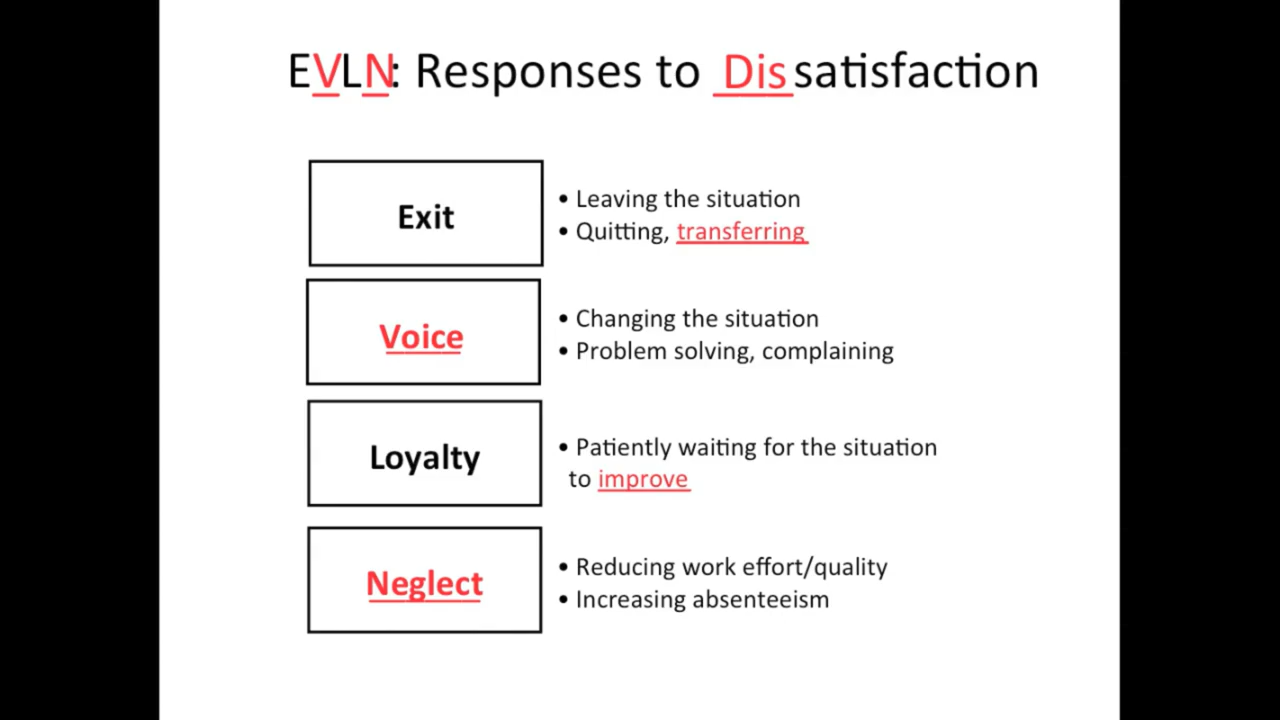 EVLN: Responses to Dissatisfaction
Exit
• Leaving the situation
• Quitting, transferring
Voice
• Changing the situation
• Problem solving, complaining
Loyalty
• Patiently waiting for the situation
to improve
Neglect
• Reducing work effort/quality
• Increasing absenteeism